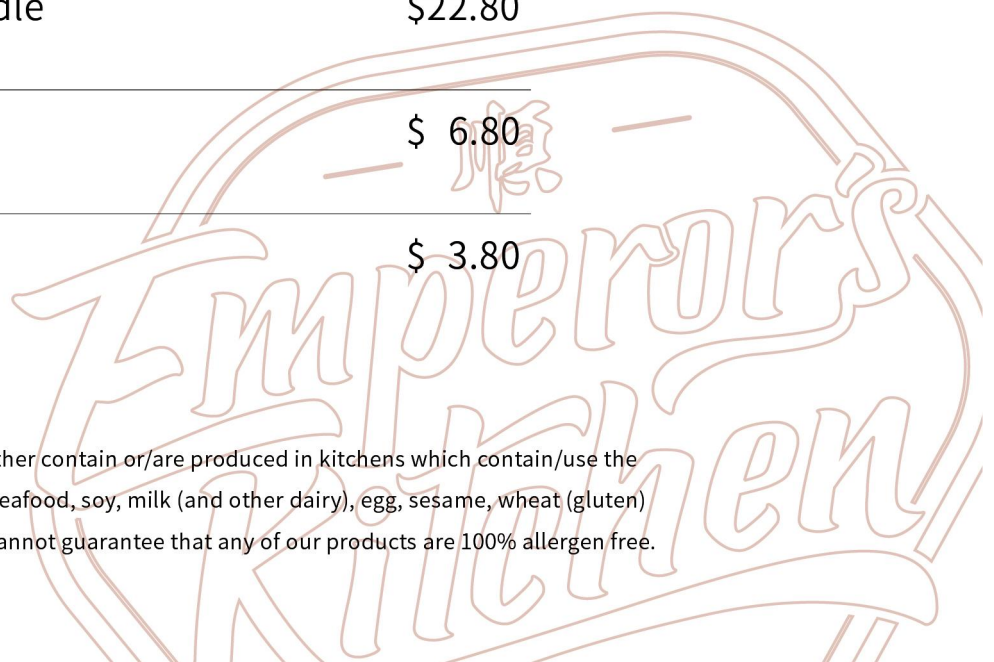 dle $22.80
$ 6.80
順
$ 3.80
Emperor's
Kitchen
ther contain or/are produced in kitchens which contain/use the
eafood, soy, milk (and other dairy), egg, sesame, wheat (gluten)
annot guarantee that any of our products are 100% allergen free.